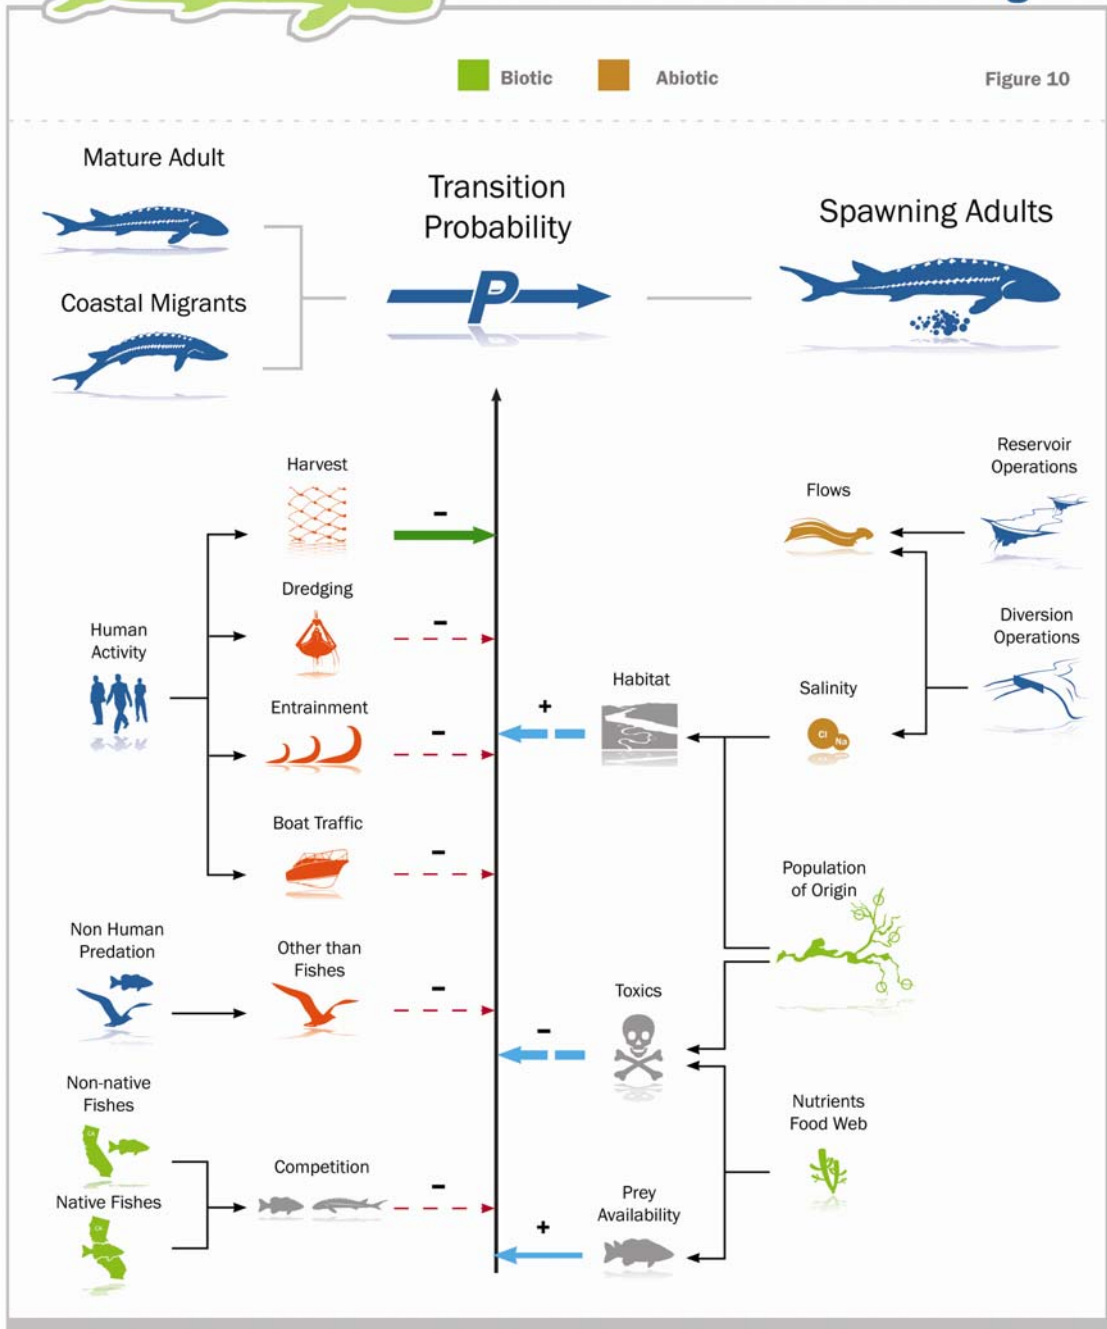 Biotic
Abiotic
Figure 10
Mature Adult
Coastal Migrants
Transition
Probability
P
Spawning Adults
Harvest
-
Dredging
-
Human
Activity
Entrainment
-
Boat Traffic
-
Non Human
Predation
Other than
Fishes
-
Non-native
Fishes
CA
Native Fishes
CA
Competition
-
Habitat
+
Toxics
-
Prey
Availability
+
Flows
Salinity
Cl
Na
Population
of Origin
Nutrients
Food Web
Reservoir
Operations
Diversion
Operations